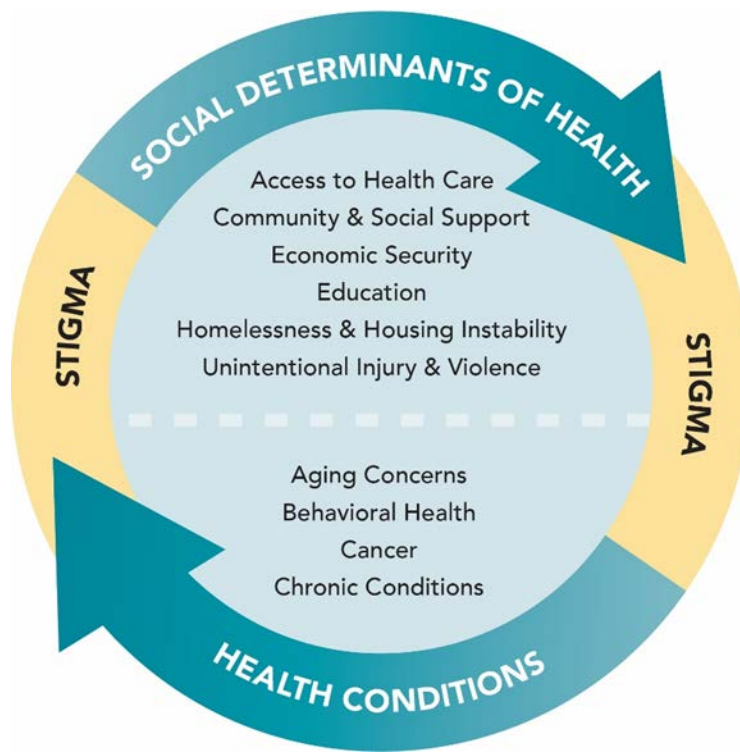 SOCIAL DETERMINANTS OF HEALTH
Access to Health Care
Community & Social Support
Economic Security
Education
Homelessness & Housing Instability
Unintentional Injury & Violence
STIGMA
STIGMA
Aging Concerns
Behavioral Health
Cancer
Chronic Conditions
HEALTH CONDITIONS